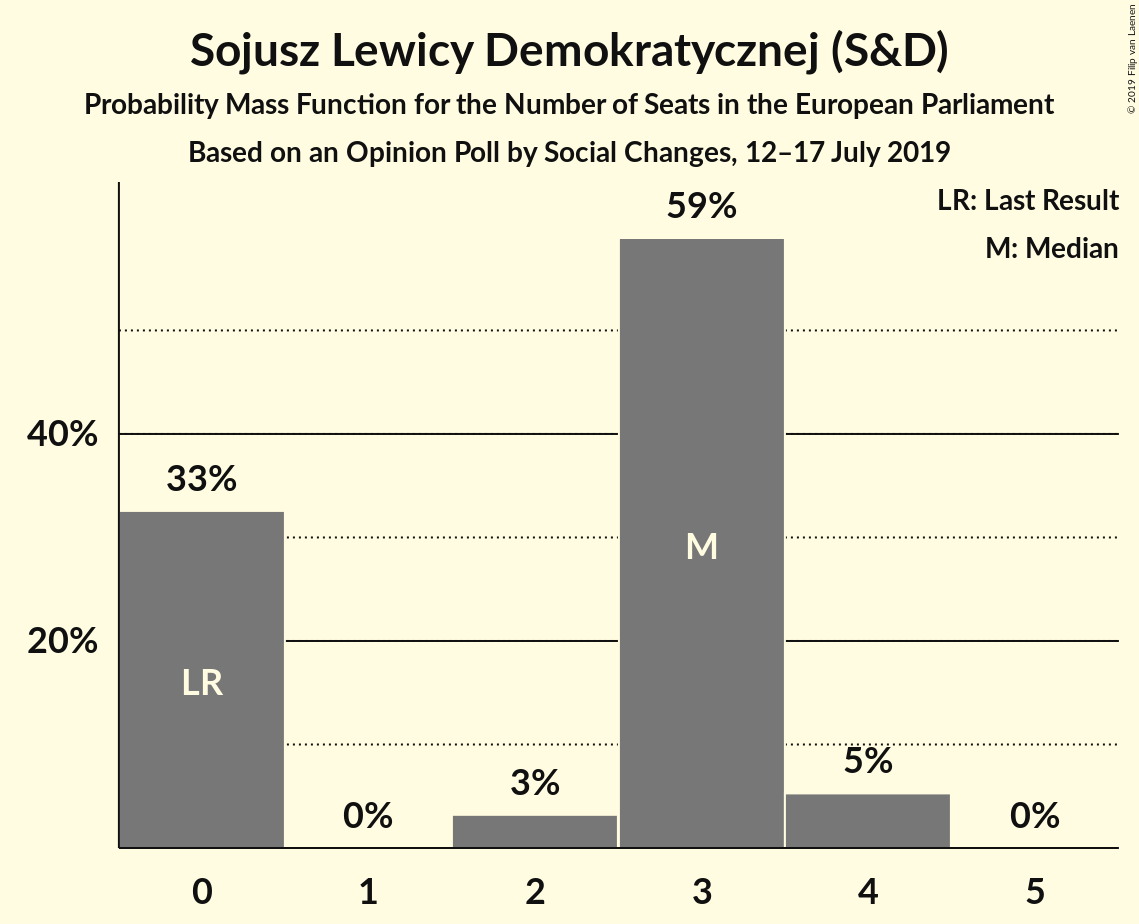 Sojusz Lewicy Demokratycznej (S&D)
Probability Mass Function for the Number of Seats in the European Parliament
Based on an Opinion Poll by Social Changes, 12–17 July 2019
© 2019 Filip van Laenen
LR: Last Result
M: Median
59%
40%
33%
M
20%
LR
5%
3%
0%
0%
0 1 2 3 4 5